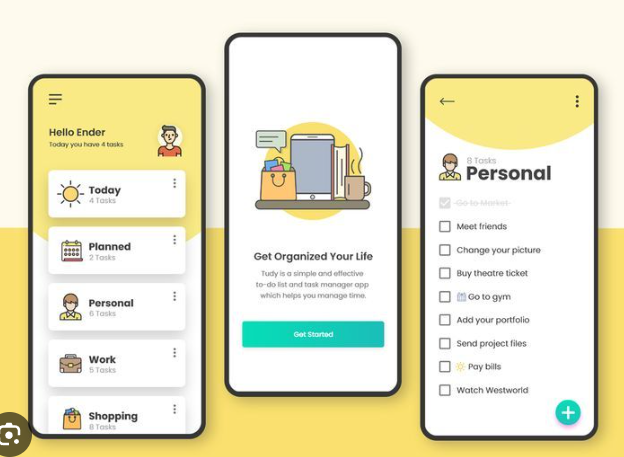 Hello Ender
Today you have 4 tasks
Today
4 Tasks
Planned
2 Tasks
Personal
6 Tasks
Work
5 Tasks
Shopping
8 Tasks
Get Organized Your Life
Tudy is a simple and effective
to-do list and task manager app
which helps you manage time.
Get Started
8 Tasks
Personal
Go to Market
Meet friends
Change your picture
Buy theatre ticket
Go to gym
Add your portfolio
Send project files
Pay bills
Watch Westworld